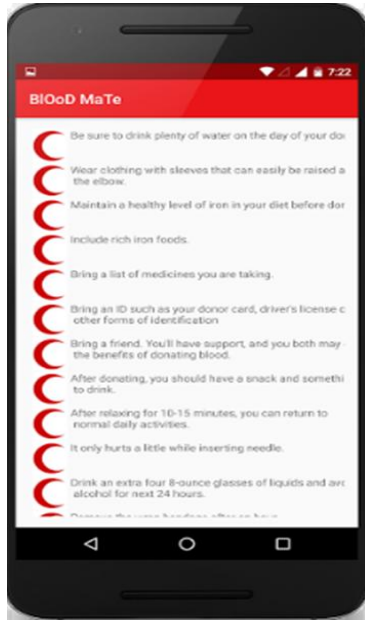 7:22
BlOoD MaTe
Be sure to drink plenty of water on the day of your do
Wear clothing with sleeves that can easily be raised a
the elbow.
Maintain a healthy level of iron in your diet before dor
Include rich iron foods.
Bring a list of medicines you are taking.
Bring an ID such as your donor card, driver's license c
other forms of identification
Bring a friend. You'll have support, and you both may
the benefits of donating blood.
After donating, you should have a snack and somethi
to drink.
After relaxing for 10-15 minutes, you can return to
normal daily activities.
It only hurts a little while inserting needle.
Drink an extra four 8-ounce glasses of liquids and avc
alcohol for next 24 hours.